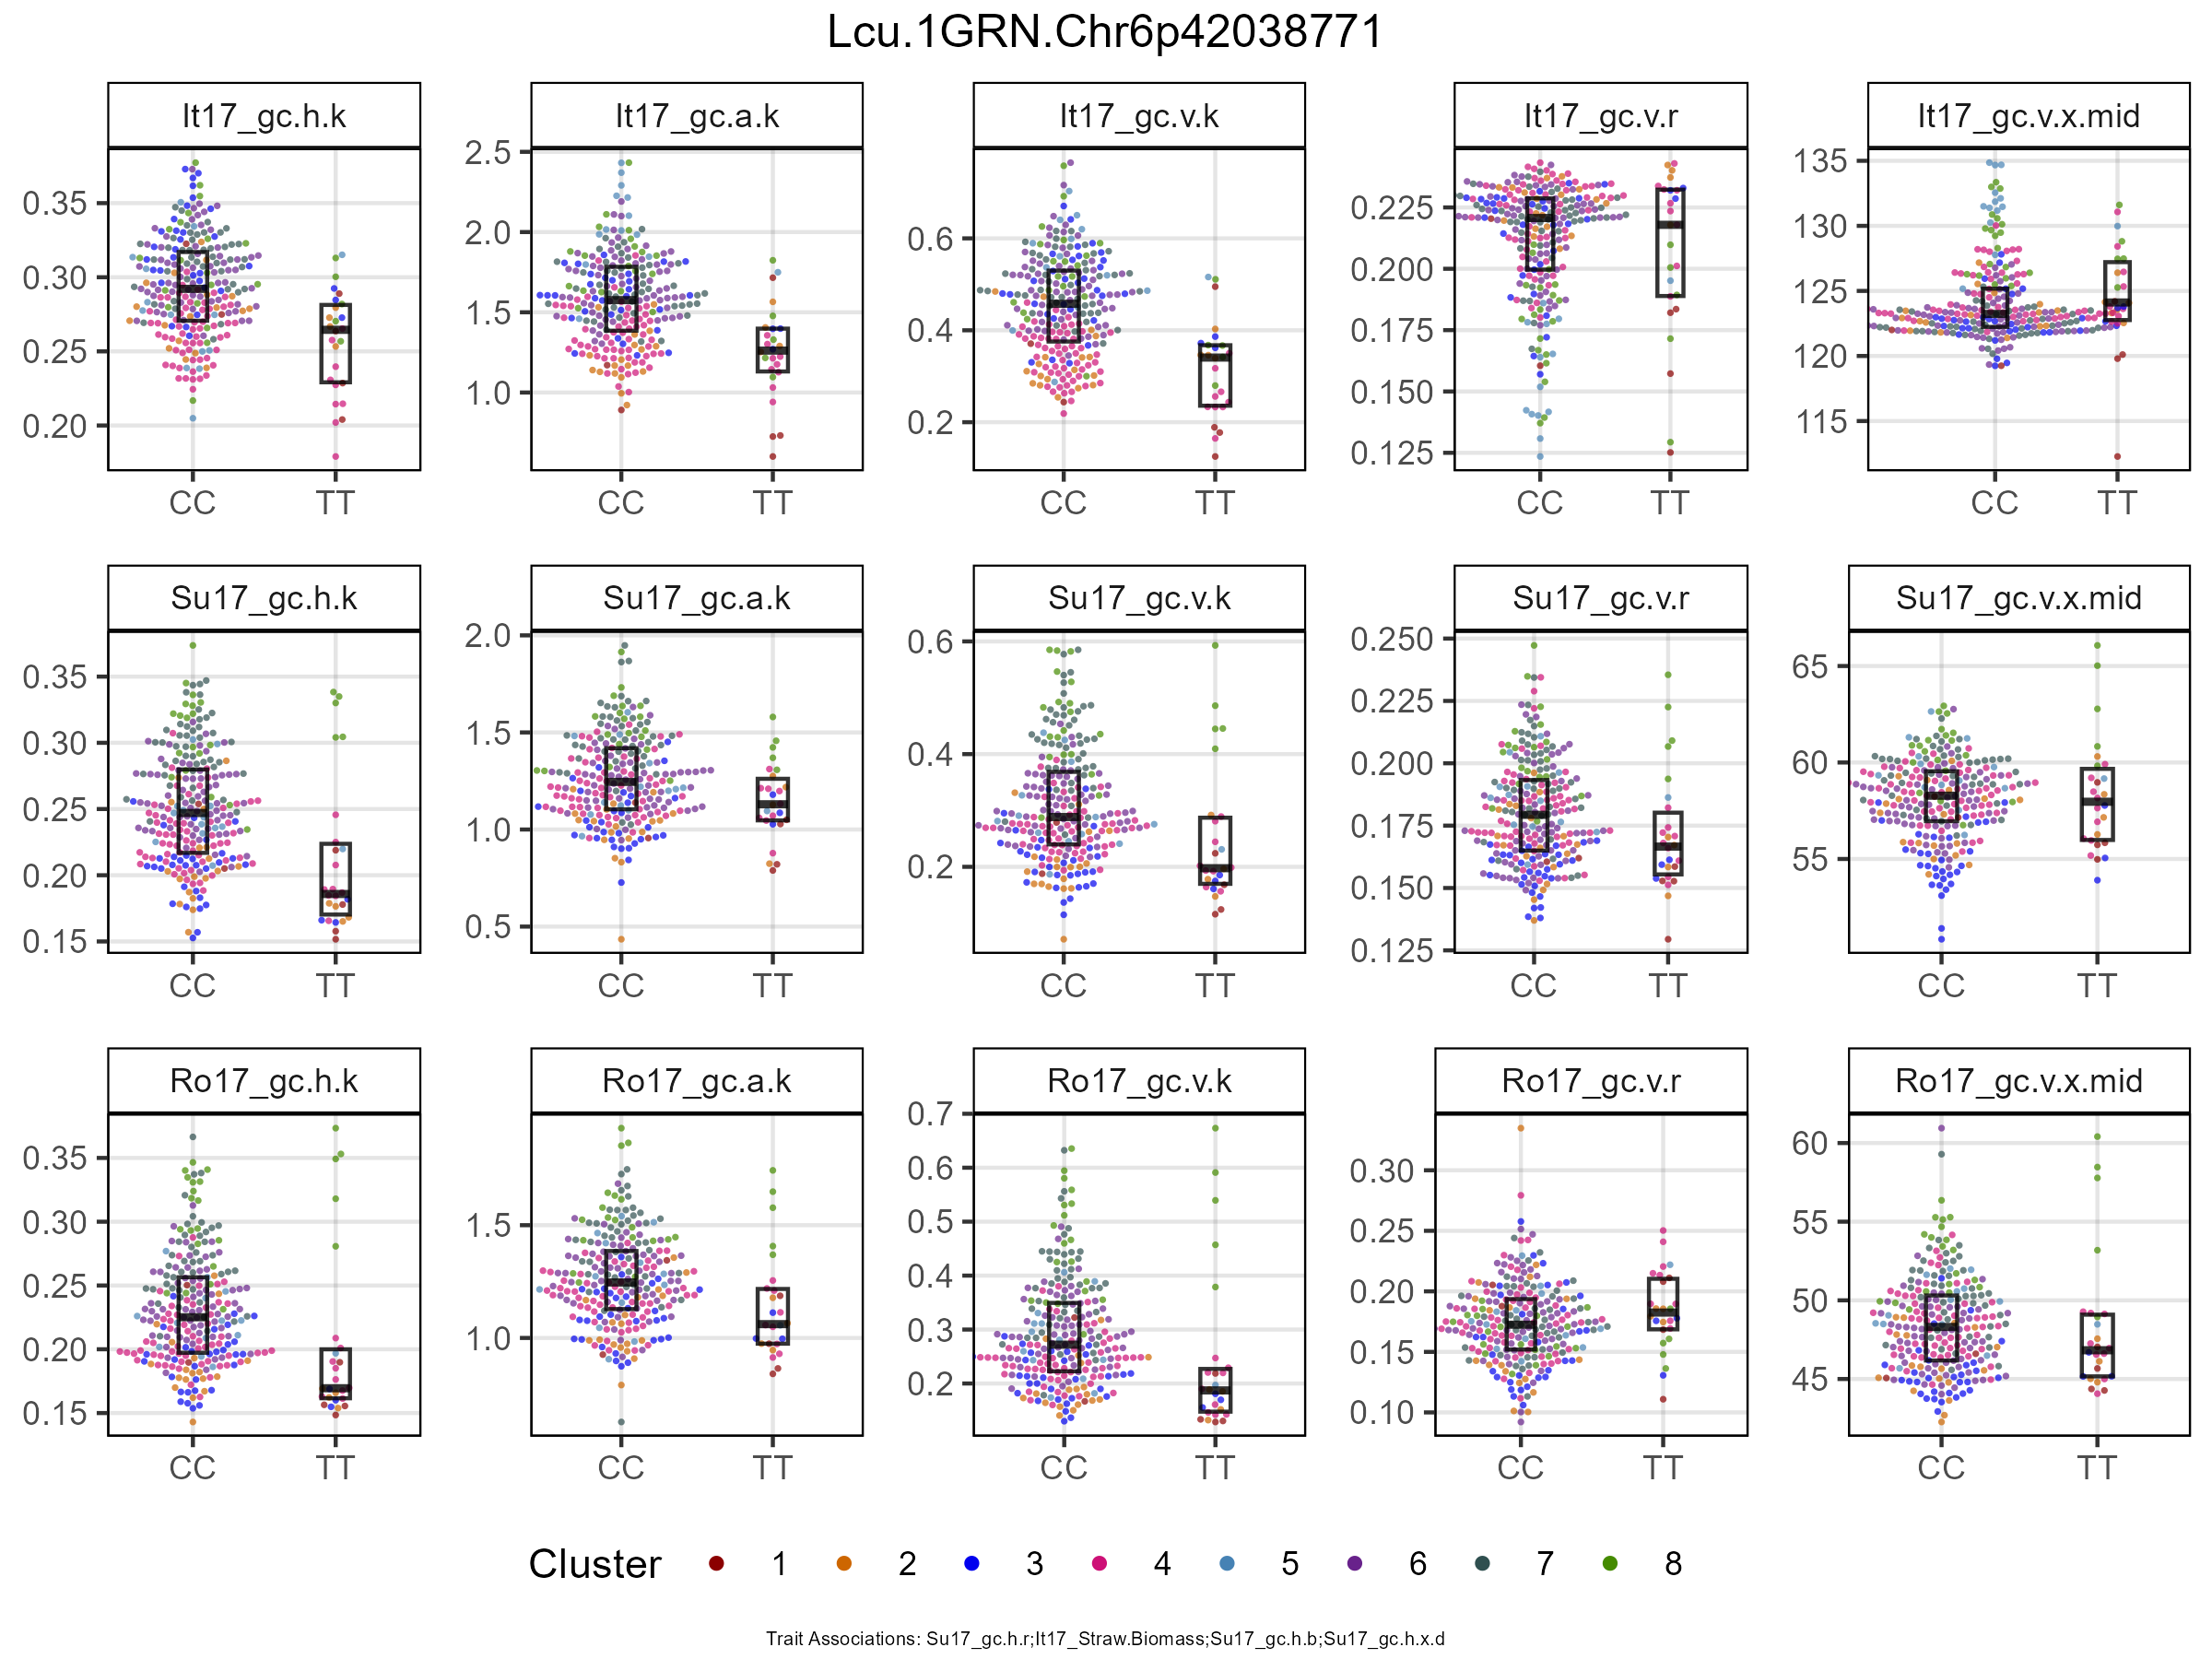 Lcu.1GRN.Chr6p42038771
It17_gc.h.k It17_gc.a.k It17_gc.v.k It17_gc.v.r It17_gc.v.x.mid
0.35 0.30 0.25 0.20
2.5 2.0 1.5 1.0
0.6 0.4 0.2
0.225 0.200 0.175 0.150 0.125
135 130 125 120 115
CC TT CC TT CC TT CC TT CC TT
Su17_gc.h.k Su17_gc.a.k Su17_gc.v.k Su17_gc.v.r Su17_gc.v.x.mid
0.35 0.30 0.25 0.20 0.15
2.0 1.5 1.0 0.5
0.6 0.4 0.2
0.250 0.225 0.200 0.175 0.150 0.125
65 60 55
CC TT CC TT CC TT CC TT CC TT
Ro17_gc.h.k Ro17_gc.a.k Ro17_gc.v.k Ro17_gc.v.r Ro17_gc.v.x.mid
0.35 0.30 0.25 0.20 0.15
1.5 1.0
0.7 0.6 0.5 0.4 0.3 0.2
0.30 0.25 0.20 0.15 0.10
60 55 50 45
CC TT CC TT CC TT CC TT CC TT
Cluster 1 2 3 4 5 6 7 8
Trait Associations: Su17_gc.h.r;It17_Straw.Biomass;Su17_gc.h.b;Su17_gc.h.x.d